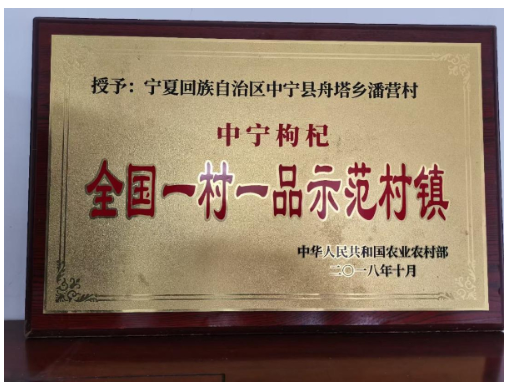 授予：宁夏回族自治区中宁县舟塔乡潘营村
中宁枸杞
全国一村一品示范村镇
中华人民共和国农业农村部
二〇一八年十月